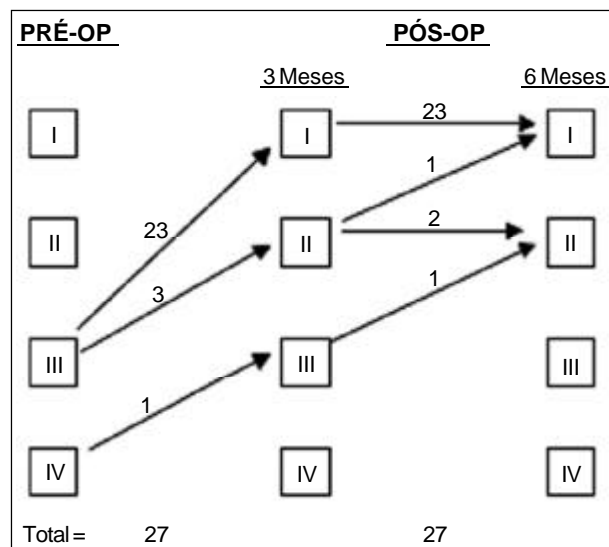 PRÉ-OP PÓS-OP
3 Meses 6 Meses
I I 23 I
1
II 23 II 2 II
3 1
III III III
1
IV IV IV
Total = 27 27